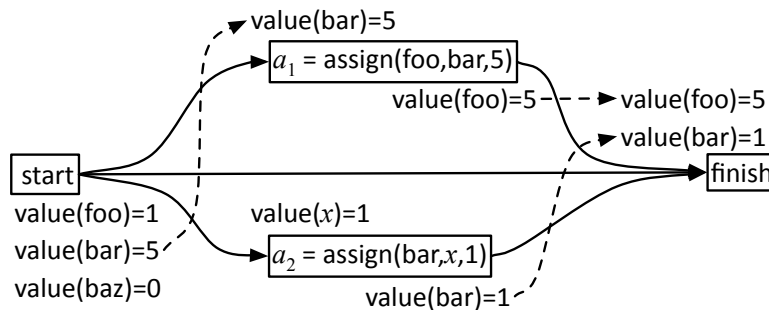 value(bar)=5
a₁ = assign(foo,bar,5)
value(foo)=5
value(foo)=5
value(bar)=1
start
finish
value(foo)=1
value(bar)=5
value(baz)=0
value(x)=1
a₂ = assign(bar,x,1)
value(bar)=1